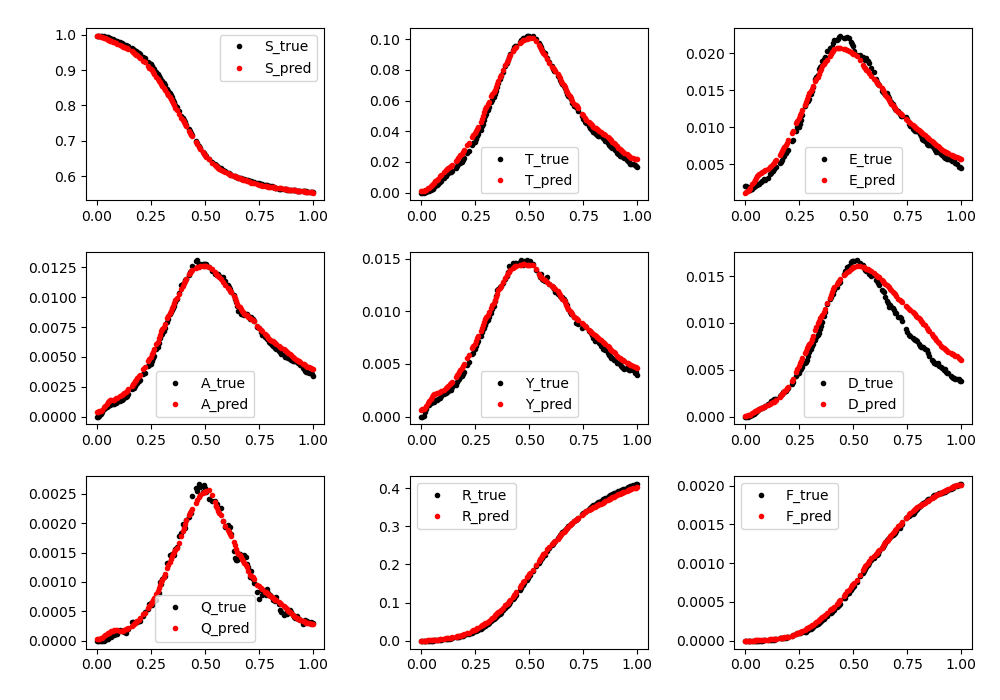 1.0
0.9
0.8
0.7
0.6
S_true
S_pred
0.00 0.25 0.50 0.75 1.00
0.10
0.08
0.06
0.04
0.02
0.00
T_true
T_pred
0.00 0.25 0.50 0.75 1.00
0.020
0.015
0.010
0.005
E_true
E_pred
0.00 0.25 0.50 0.75 1.00
0.0125
0.0100
0.0075
0.0050
0.0025
0.0000
A_true
A_pred
0.00 0.25 0.50 0.75 1.00
0.015
0.010
0.005
0.000
Y_true
Y_pred
0.00 0.25 0.50 0.75 1.00
0.015
0.010
0.005
0.000
D_true
D_pred
0.00 0.25 0.50 0.75 1.00
0.0025
0.0020
0.0015
0.0010
0.0005
0.0000
Q_true
Q_pred
0.00 0.25 0.50 0.75 1.00
0.4
0.3
0.2
0.1
0.0
R_true
R_pred
0.00 0.25 0.50 0.75 1.00
0.0020
0.0015
0.0010
0.0005
0.0000
F_true
F_pred
0.00 0.25 0.50 0.75 1.00